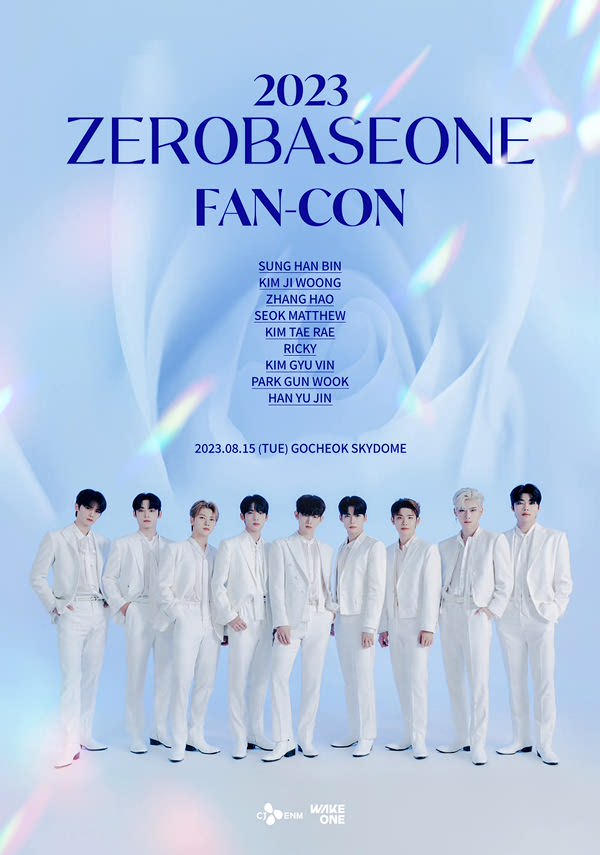 2023
ZEROBASEONE
FAN-CON
SUNG HAN BIN
KIM JI WOONG
ZHANG HAO
SEOK MATTHEW
KIM TAE RAE
RICKY
KIM GYU VIN
PARK GUN WOOK
HAN YU JIN
2023.08.15 (TUE) GOCHEOK SKYDOME
CJ ENM
WAKE
ONE